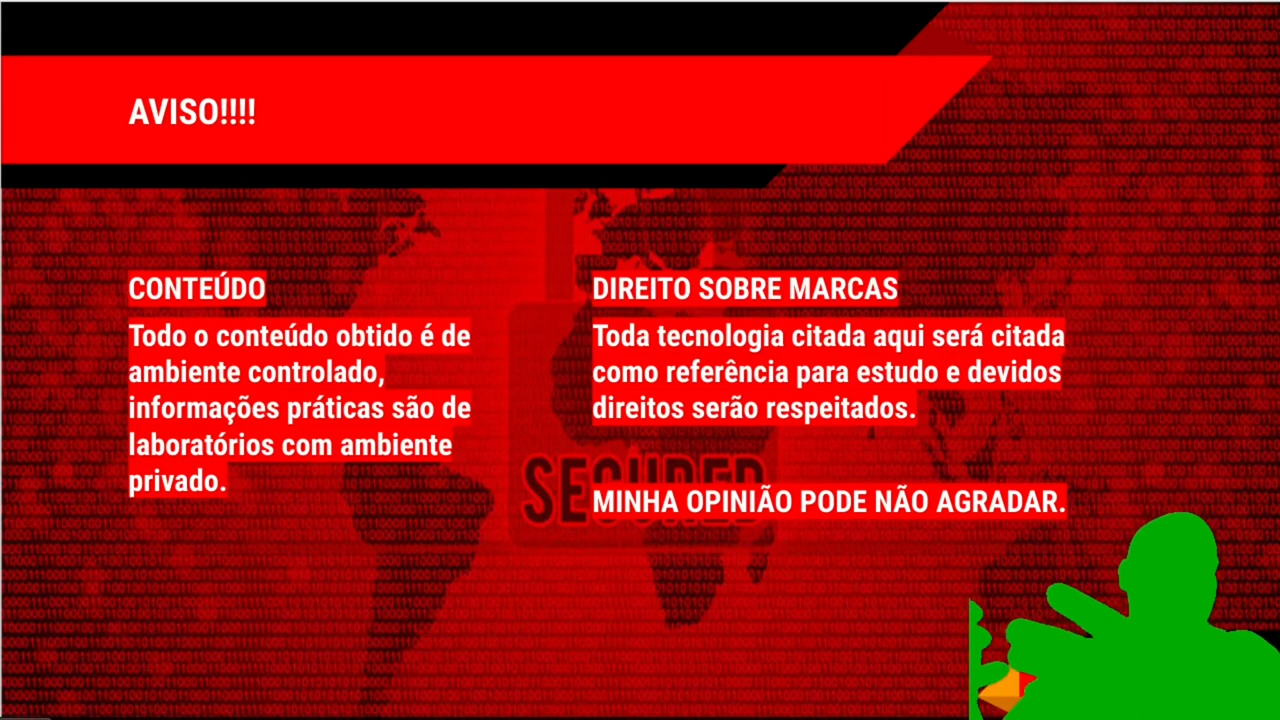 AVISO!!!!
CONTEÚDO
Todo o conteúdo obtido é de
ambiente controlado,
informações práticas são de
laboratórios com ambiente
privado.
DIREITO SOBRE MARCAS
Toda tecnologia citada aqui será citada
como referência para estudo e devidos
direitos serão respeitados.
SECURED
MINHA OPINIÃO PODE NÃO AGRADAR.